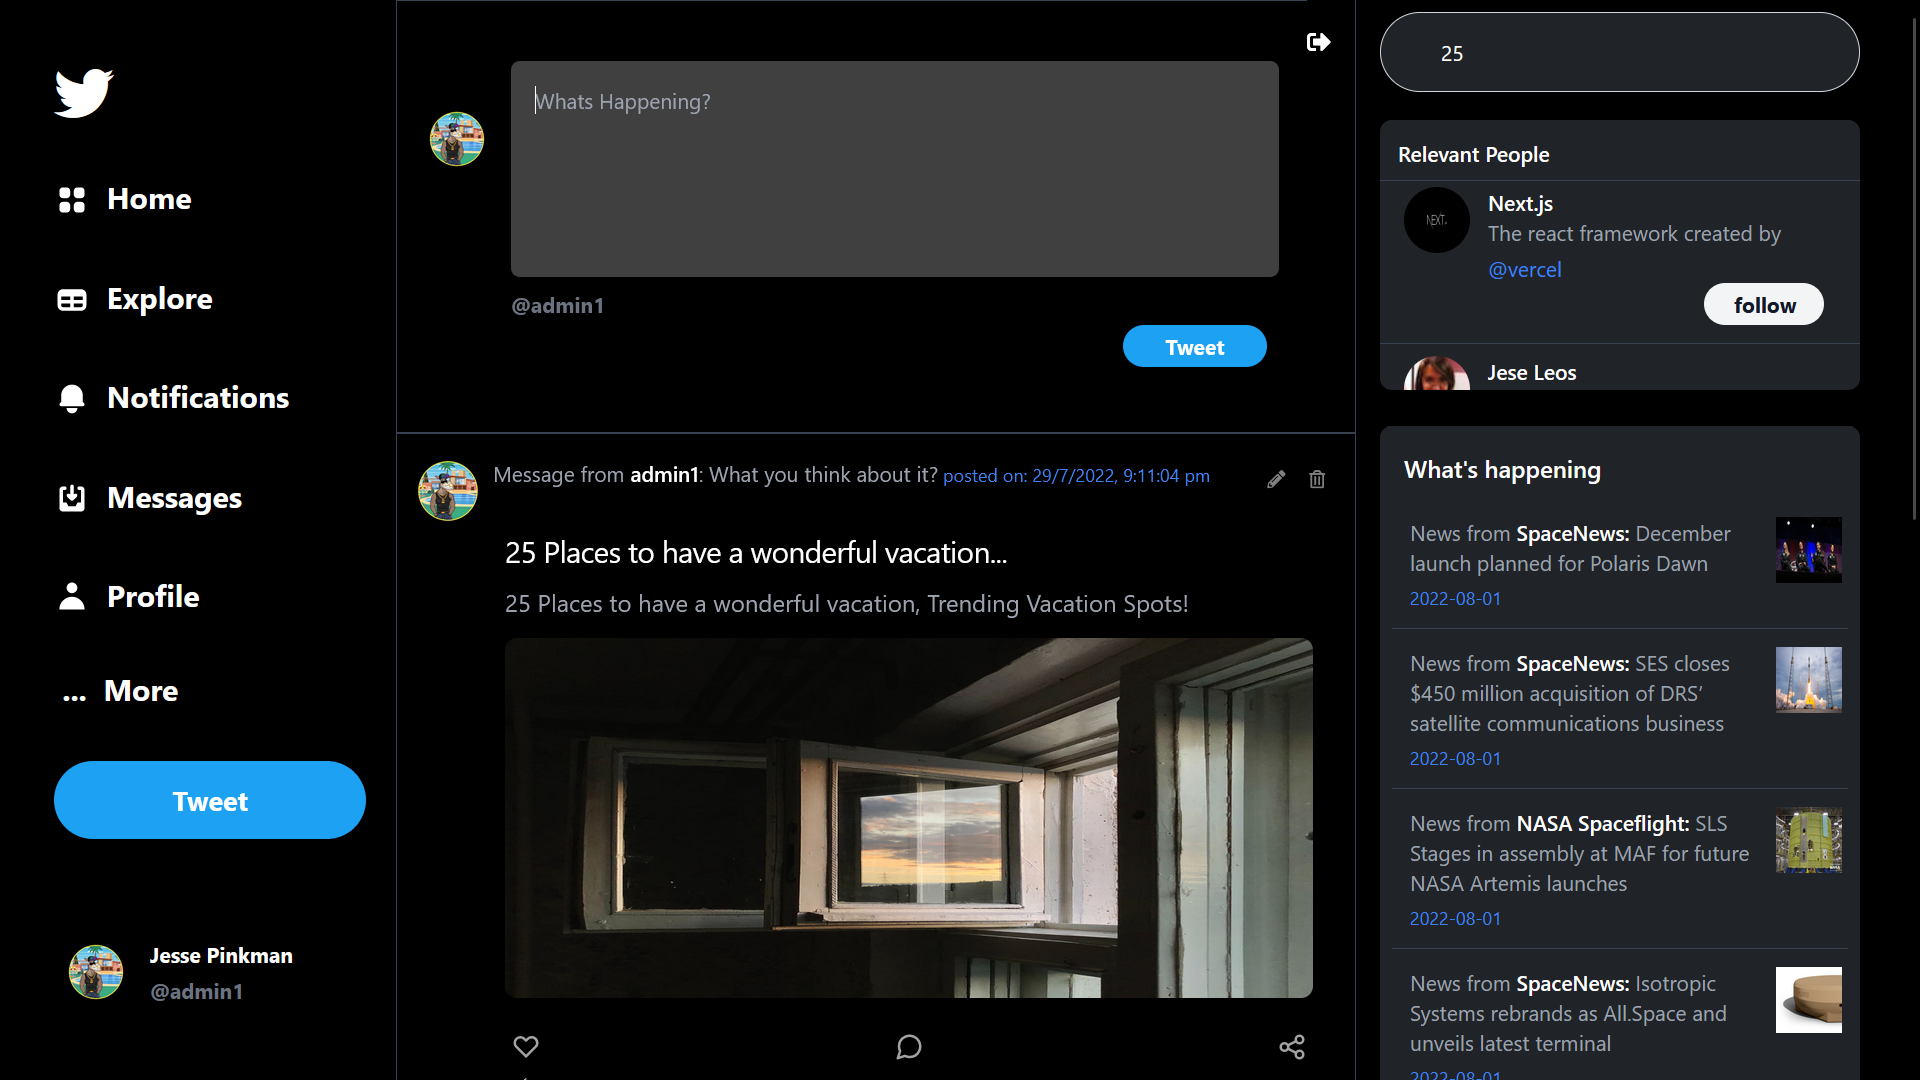 Home
Explore
Notifications
Messages
Profile
... More
Tweet
Jesse Pinkman
@admin1
Whats Happening?
@admin1
Tweet
Message from admin1: What you think about it? posted on: 29/7/2022, 9:11:04 pm
25 Places to have a wonderful vacation...
25 Places to have a wonderful vacation, Trending Vacation Spots!
25
Relevant People
NEXT.
Next.js
The react framework created by
@vercel
follow
Jese Leos
What's happening
News from SpaceNews: December
launch planned for Polaris Dawn
2022-08-01
News from SpaceNews: SES closes
$450 million acquisition of DRS’
satellite communications business
2022-08-01
News from NASA Spaceflight: SLS
Stages in assembly at MAF for future
NASA Artemis launches
2022-08-01
News from SpaceNews: Isotropic
Systems rebrands as All.Space and
unveils latest terminal
2022-08-01